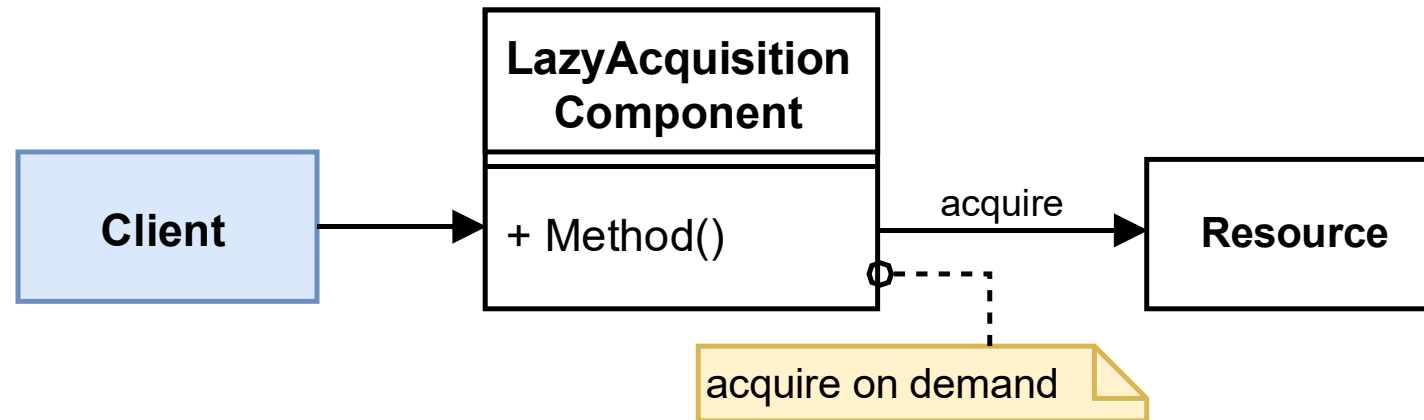 LazyAcquisition
Component
Client
+ Method()
acquire
Resource
acquire on demand